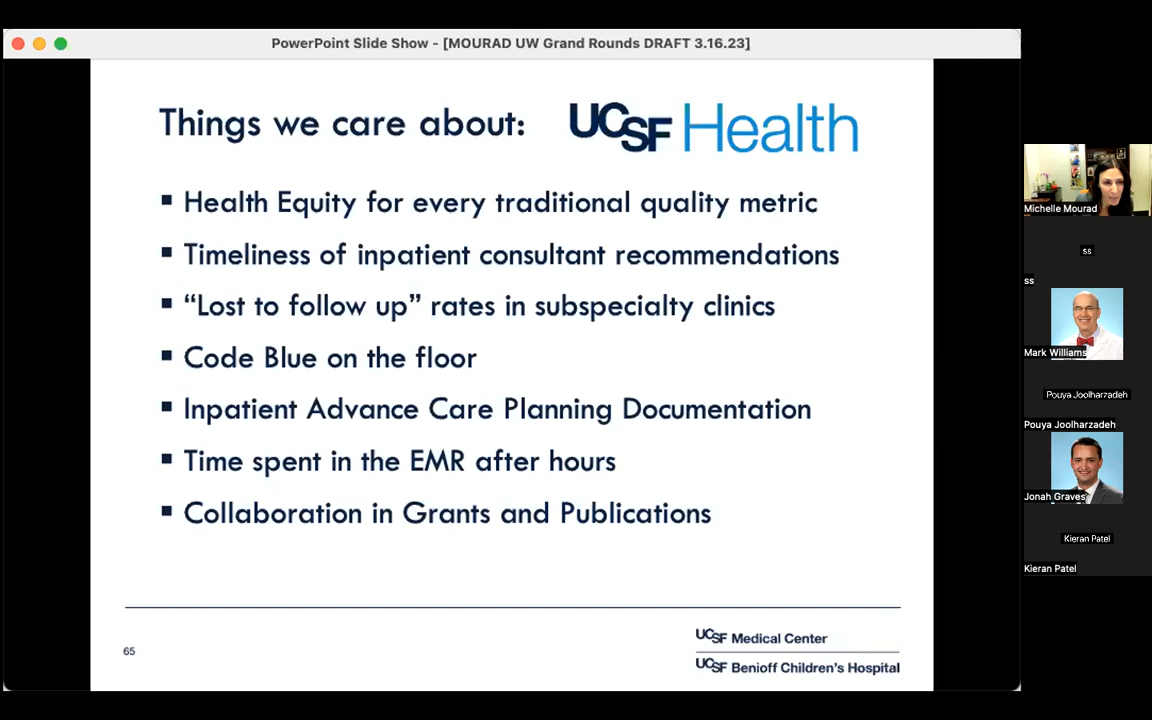 PowerPoint Slide Show - [MOURAD UW Grand Rounds DRAFT 3.16.23]
Things we care about:
UCSF Health
▪ Health Equity for every traditional quality metric
▪ Timeliness of inpatient consultant recommendations
▪ “Lost to follow up” rates in subspecialty clinics
▪ Code Blue on the floor
▪ Inpatient Advance Care Planning Documentation
▪ Time spent in the EMR after hours
▪ Collaboration in Grants and Publications
65
UCSF Medical Center
UCSF Benioff Children's Hospital
Michelle Mourad
ss
ss
Mark Williams
Pouya Joolharzadeh
Pouya Joolharzadeh
Jonah Graves
Kieran Patel
Kieran Patel